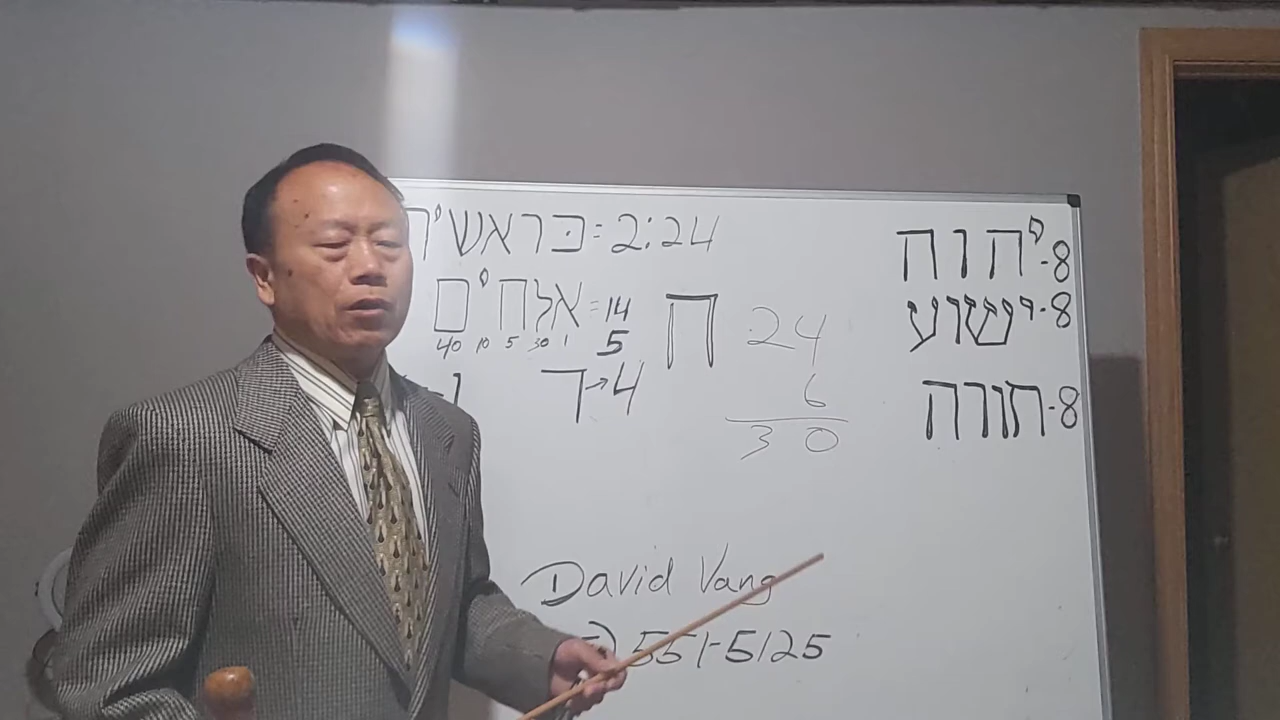 בּראשית = 2:24
אלהים = 14
40 10 5 30 1
5
ה
ך→4
24
6
30
יהוה-8
ישוע-8
תורה-8
David Vang
551-5125